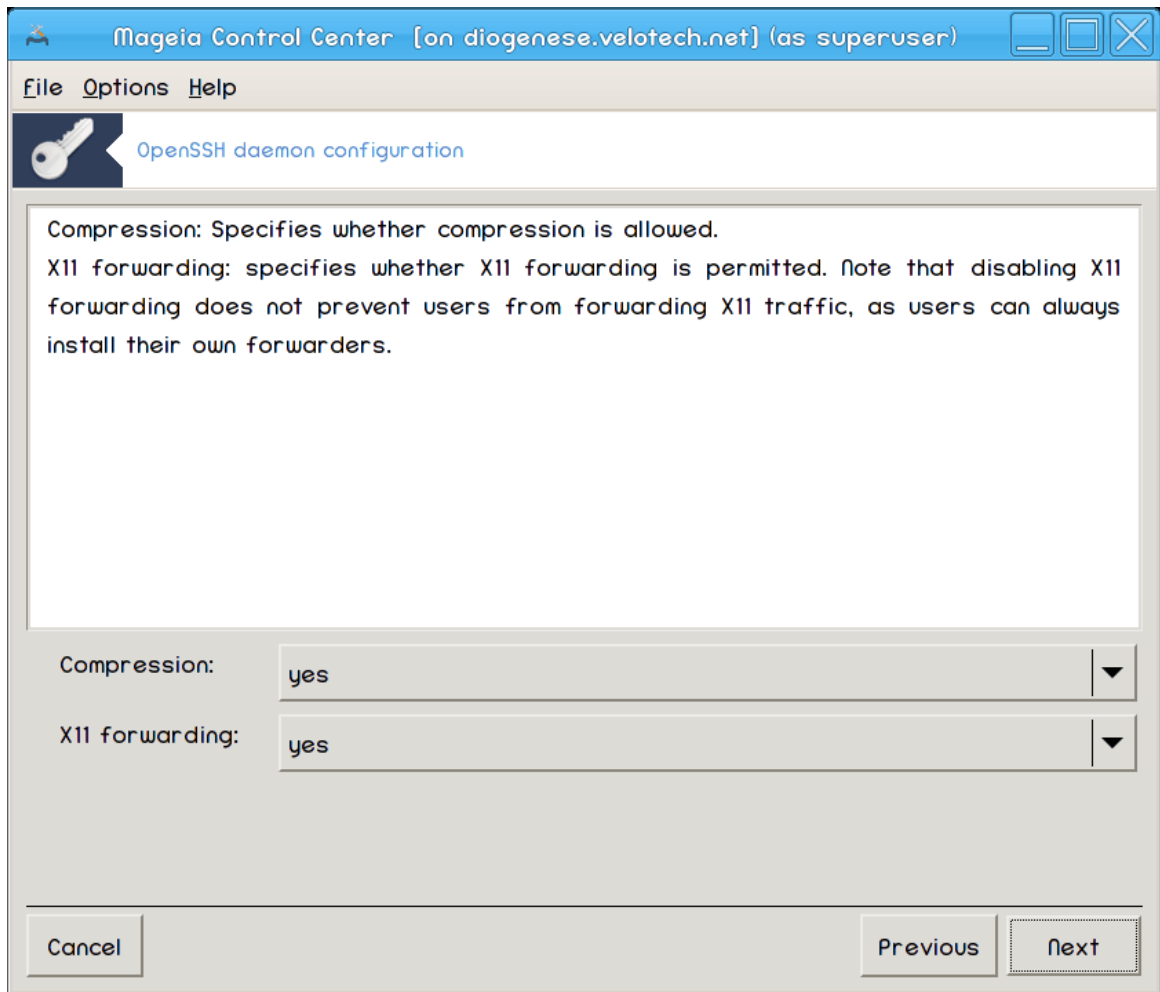 Mageia Control Center [on diogenese.velotech.net] (as superuser)
File Options Help
OpenSSH daemon configuration
Compression: Specifies whether compression is allowed.
X11 forwarding: specifies whether X11 forwarding is permitted. Note that disabling X11
forwarding does not prevent users from forwarding X11 traffic, as users can always
install their own forwarders.
Compression:
yes
X11 forwarding:
yes
Cancel
Previous
Next